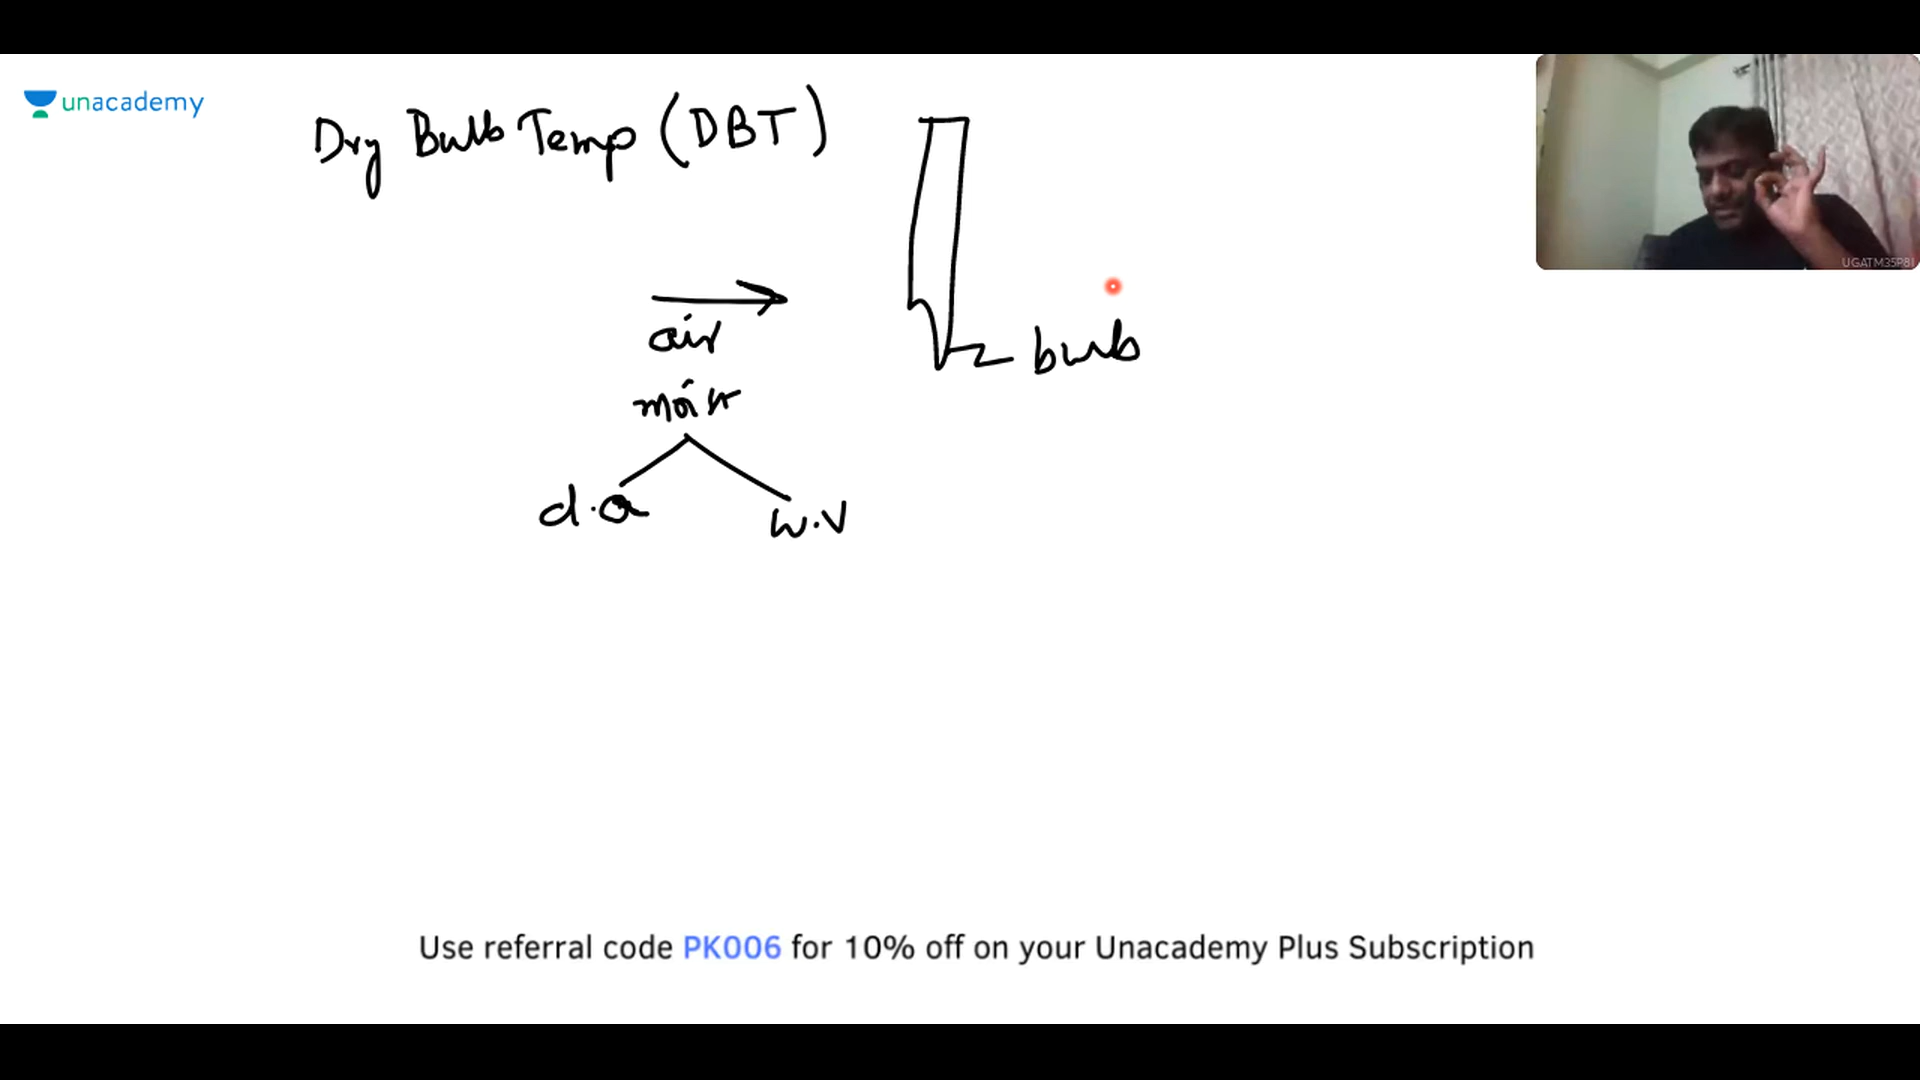 unacademy
Dry Bulb Temp (DBT)
air
moist
bulb
d.a
w.v
UGATM35P8I
Use referral code PK006 for 10% off on your Unacademy Plus Subscription